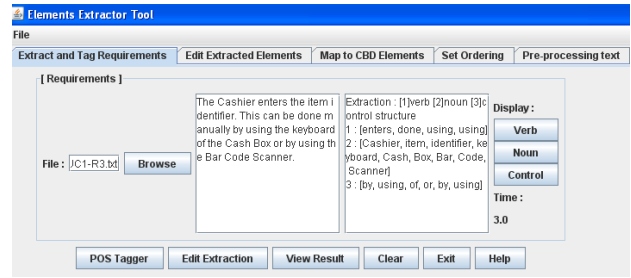 Elements Extractor Tool
File
Extract and Tag Requirements Edit Extracted Elements Map to CBD Elements Set Ordering Pre-processing text
[ Requirements ]
The Cashier enters the item i
dentifier. This can be done m
anually by using the keyboard
of the Cash Box or by using th
e Bar Code Scanner.
Extraction : [1]verb [2]noun [3]c
ontrol structure
1 : [enters, done, using, using]
2 : [Cashier, item, identifier, ke
yboard, Cash, Box, Bar, Code,
Scanner]
3 : [by, using, of, or, by, using]
Display :
Verb
Noun
Control
File : UC1-R3.txt Browse
Time :
3.0
POS Tagger Edit Extraction View Result Clear Exit Help